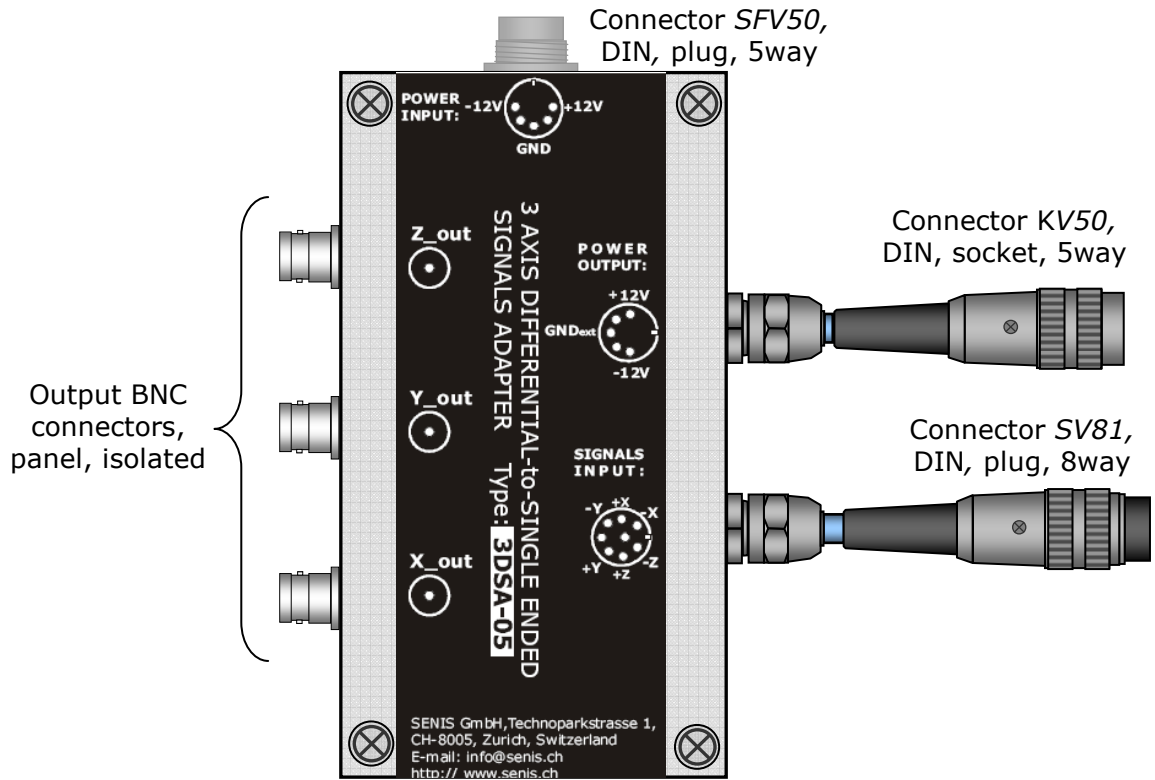 Connector SFV50,
DIN, plug, 5way
POWER INPUT:
-12V
+12V
GND
Z_out
Y_out
X_out
3 AXIS DIFFERENTIAL-to-SINGLE ENDED
SIGNALS ADAPTER Type: 3DSA-05
POWER
OUTPUT:
+12V
GNDext
-12V
SIGNALS
INPUT:
-Y +X -X
+Y +Z -Z
Connector KV50,
DIN, socket, 5way
Connector SV81,
DIN, plug, 8way
Output BNC
connectors,
panel, isolated
SENIS GmbH,Technoparkstrasse 1,
CH-8005, Zurich, Switzerland
E-mail: info@senis.ch
http:// www.senis.ch